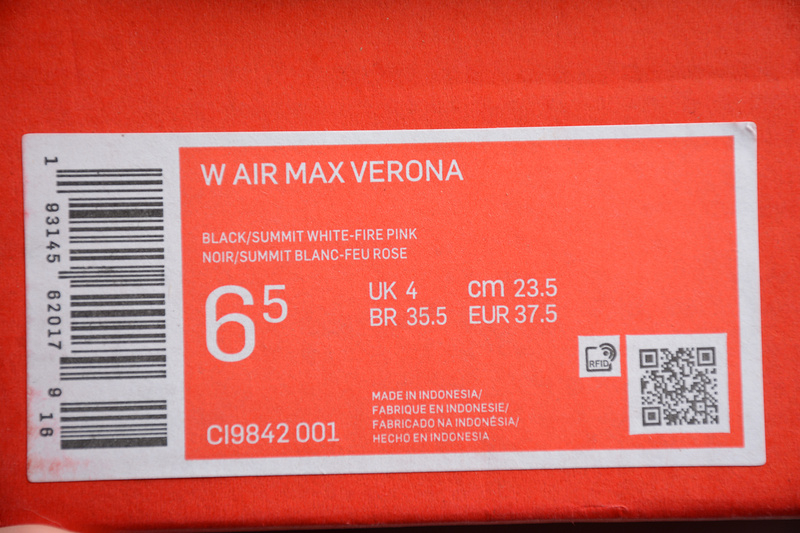 W AIR MAX VERONA
BLACK/SUMMIT WHITE-FIRE PINK
NOIR/SUMMIT BLANC-FEU ROSE
6 5
UK 4 cm 23.5
BR 35.5 EUR 37.5
RFID
CI9842 001
MADE IN INDONESIA/
FABRIQUE EN INDONESIE/
FABRICADO NA INDONÉSIA/
HECHO EN INDONESIA
1 93145 62017 9 16